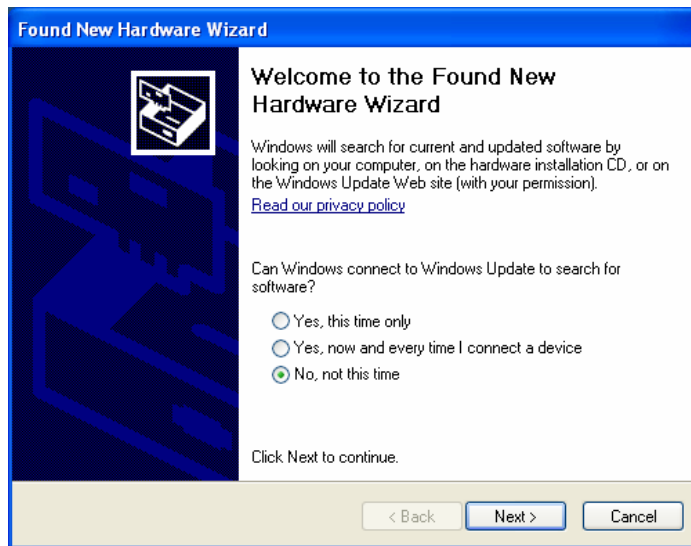 Found New Hardware Wizard
Welcome to the Found New
Hardware Wizard
Windows will search for current and updated software by
looking on your computer, on the hardware installation CD, or on
the Windows Update Web site (with your permission).
Read our privacy policy
Can Windows connect to Windows Update to search for
software?
Yes, this time only
Yes, now and every time I connect a device
No, not this time
Click Next to continue.
< Back
Next >
Cancel